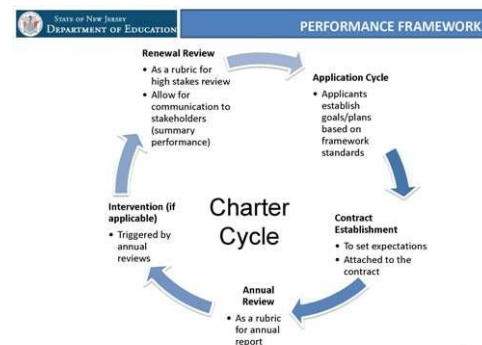 STATE OF NEW JERSEY
DEPARTMENT OF EDUCATION
PERFORMANCE FRAMEWORK
Renewal Review
• As a rubric for
high stakes review
• Allow for
communication to
stakeholders
(summary
performance)
Application Cycle
• Applicants
establish
goals/plans
based on
framework
standards
Contract
Establishment
• To set expectations
• Attached to the
contract
Annual
Review
• As a rubric
for annual
report
Intervention (if
applicable)
• Triggered by
annual
reviews
Charter
Cycle